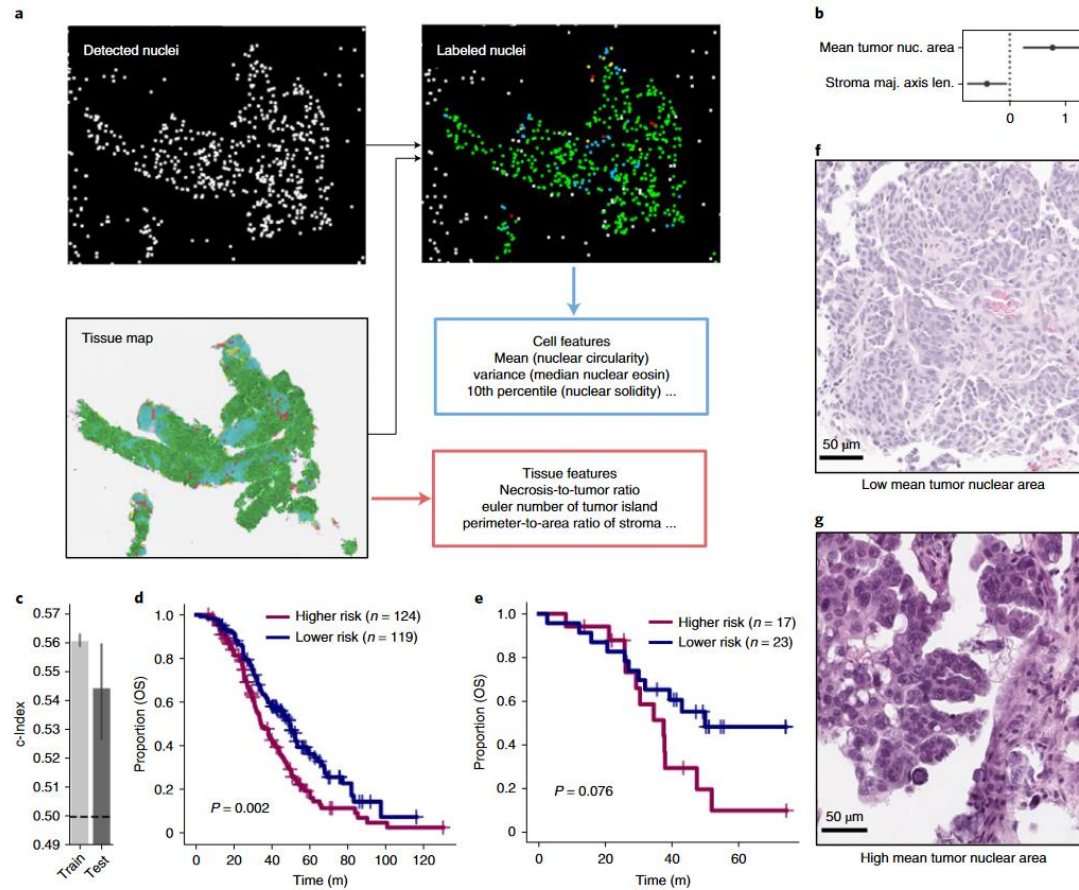 a
Detected nuclei
Labeled nuclei
Tissue map
Cell features
Mean (nuclear circularity)
variance (median nuclear eosin)
10th percentile (nuclear solidity) ...
Tissue features
Necrosis-to-tumor ratio
euler number of tumor island
perimeter-to-area ratio of stroma ...
b
Mean tumor nuc. area
Stroma maj. axis len.
0 1
f
50 µm
Low mean tumor nuclear area
g
50 µm
High mean tumor nuclear area
c
0.57
0.56
0.55
0.54
0.53
0.52
0.51
0.50
0.49
c-Index
Train
Test
d
Higher risk (n = 124)
Lower risk (n = 119)
1.0
0.8
0.6
0.4
0.2
0
Proportion (OS)
P = 0.002
0 20 40 60 80 100 120
Time (m)
e
Higher risk (n = 17)
Lower risk (n = 23)
1.0
0.8
0.6
0.4
0.2
0
Proportion (OS)
P = 0.076
0 20 40 60
Time (m)